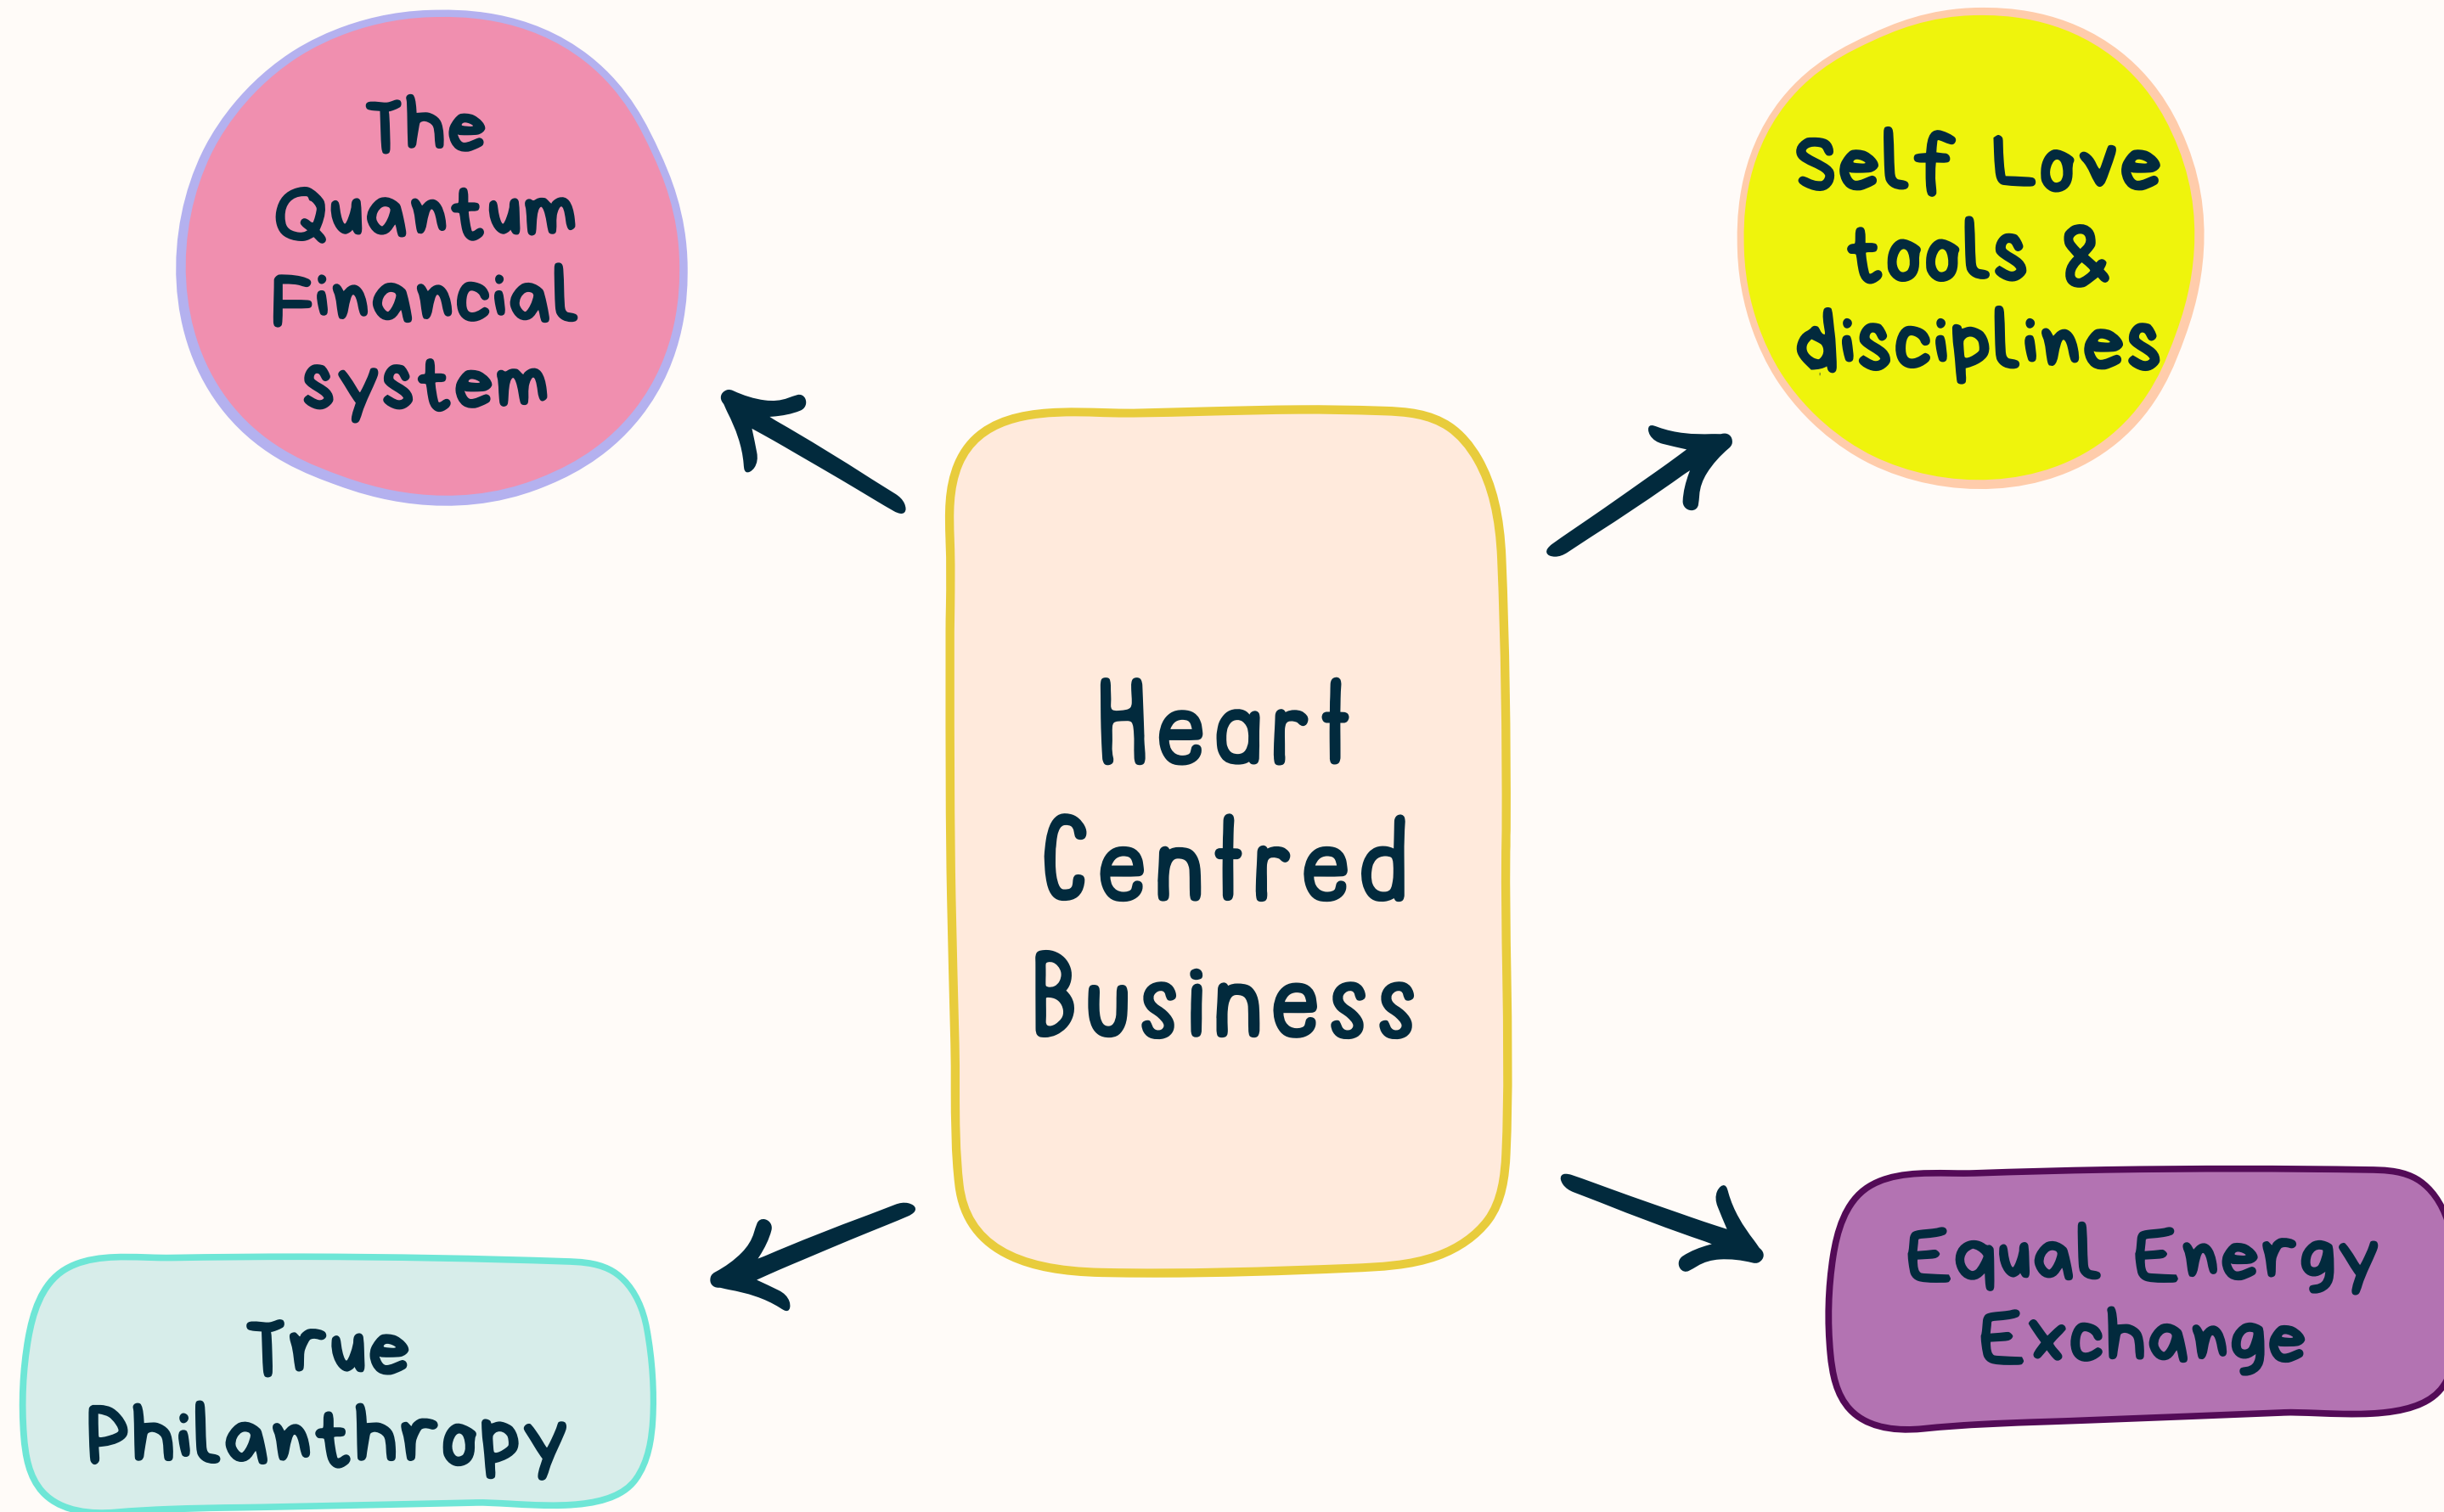 The
Quantum
Financial
system
Self Love
tools &
disciplines
Heart
Centred
Business
True
Philanthropy
Equal Energy
Exchange